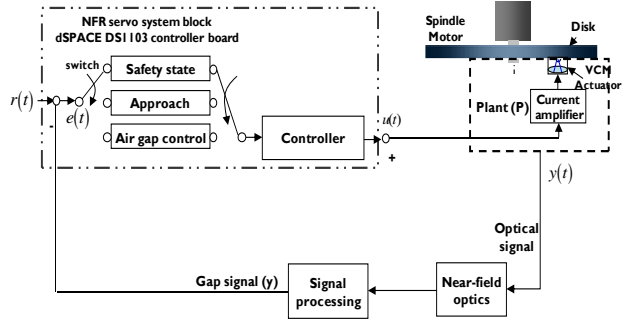 NFR servo system block
dSPACE DS1103 controller board
switch
Safety state
Approach
Air gap control
r(t)
-
e(t)
Controller
u(t)
+
Spindle
Motor
Disk
VCM
Actuator
Plant (P)
Current
amplifier
y(t)
Optical
signal
Near-field
optics
Signal
processing
Gap signal (y)